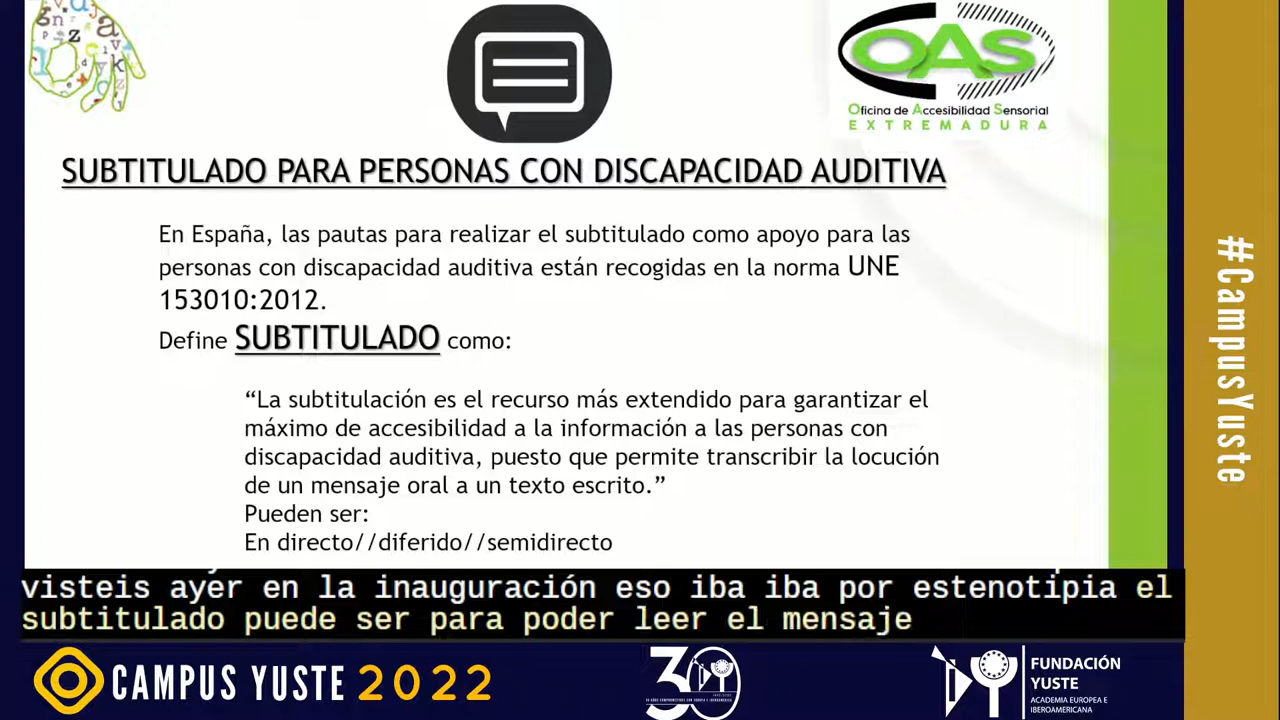 OAS
Oficina de Accesibilidad Sensorial
EXTREMADURA
SUBTITULADO PARA PERSONAS CON DISCAPACIDAD AUDITIVA
En España, las pautas para realizar el subtitulado como apoyo para las
personas con discapacidad auditiva están recogidas en la norma UNE
153010:2012.
Define SUBTITULADO como:
“La subtitulación es el recurso más extendido para garantizar el
máximo de accesibilidad a la información a las personas con
discapacidad auditiva, puesto que permite transcribir la locución
de un mensaje oral a un texto escrito.”
Pueden ser:
En directo//diferido//semidirecto
visteis ayer en la inauguración eso iba iba por estenotipia el
subtitulado puede ser para poder leer el mensaje
#CampusYuste
CAMPUS YUSTE 2022
30
FUNDACIÓN
YUSTE
ACADEMIA EUROPEA E
IBEROAMERICANA